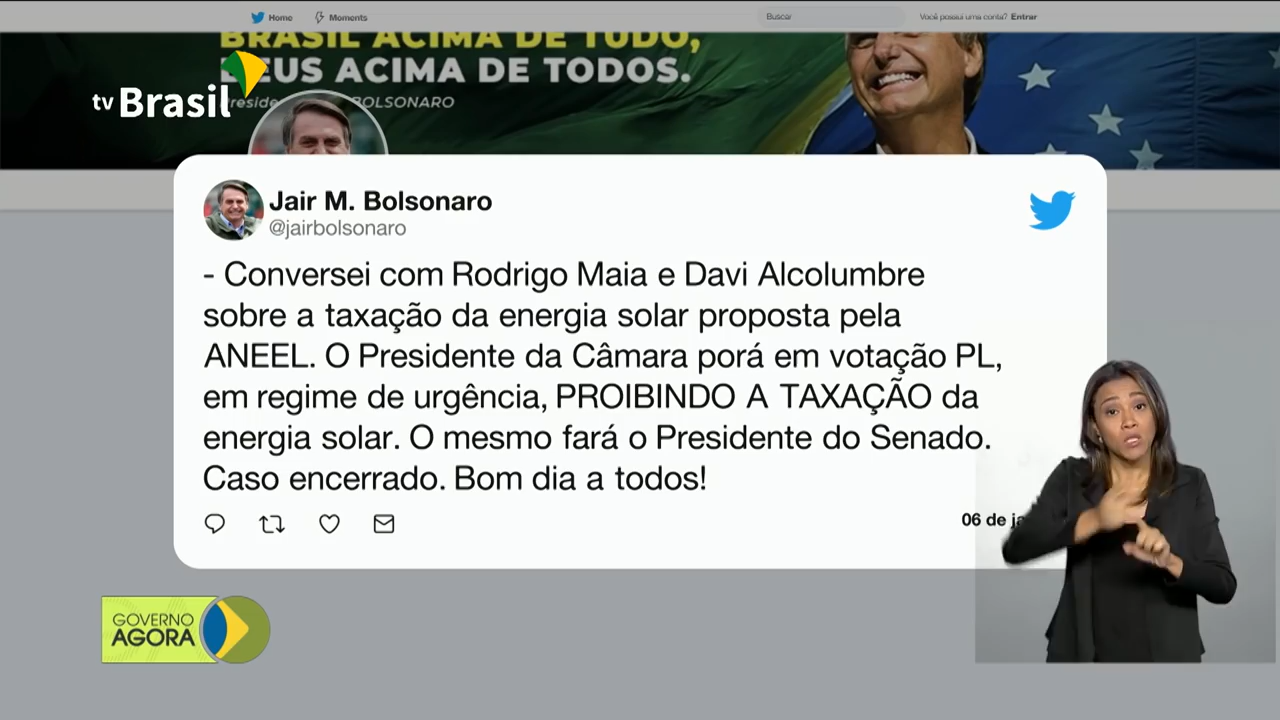 Home
Moments
Buscar
Você possui uma conta? Entrar
BRASIL ACIMA DE TUDO,
DEUS ACIMA DE TODOS.
BOLSONARO
tv Brasil
Jair M. Bolsonaro
@jairbolsonaro
- Conversei com Rodrigo Maia e Davi Alcolumbre
sobre a taxação da energia solar proposta pela
ANEEL. O Presidente da Câmara porá em votação PL,
em regime de urgência, PROIBINDO A TAXAÇÃO da
energia solar. O mesmo fará o Presidente do Senado.
Caso encerrado. Bom dia a todos!
06 de
GOVERNO
AGORA